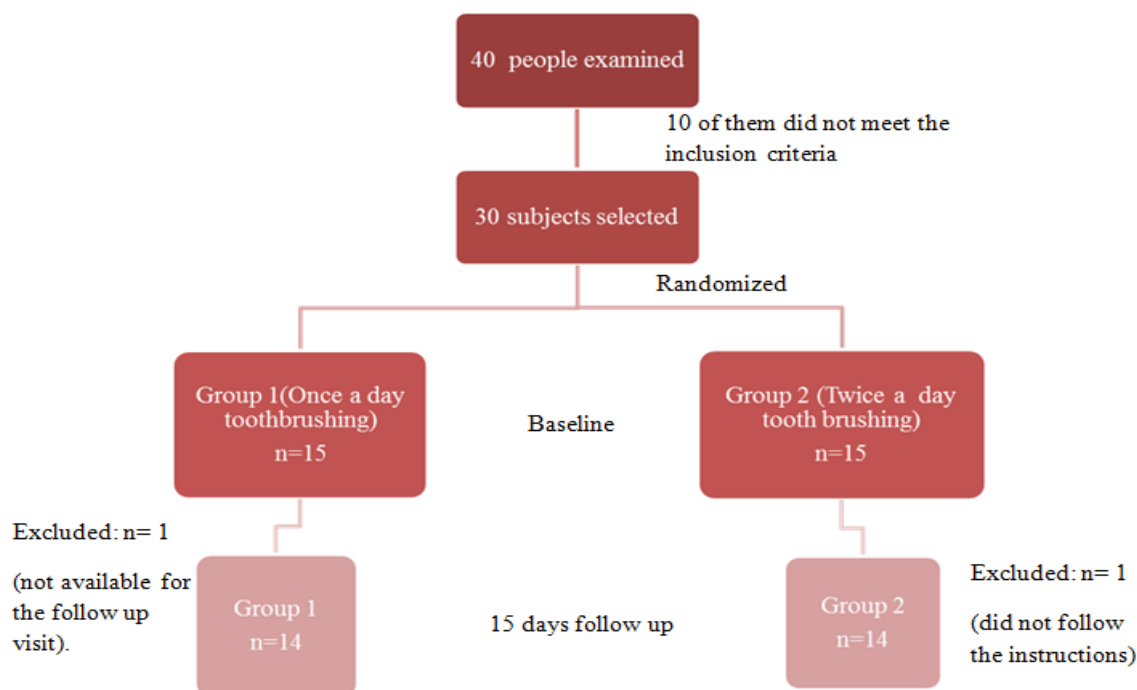 40 people examined
10 of them did not meet the
inclusion criteria
30 subjects selected
Randomized
Group 1(Once a day
toothbrushing)
n=15
Baseline
Group 2 (Twice a day
tooth brushing)
n=15
Excluded: n= 1
(not available for
the follow up
visit).
Group 1
n=14
15 days follow up
Group 2
n=14
Excluded: n= 1
(did not follow
the instructions)